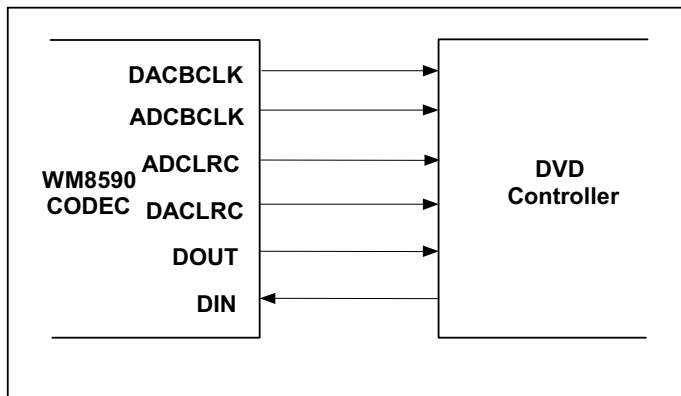 DACBCLK
ADCBCLK
ADCLRC
WM8590
CODEC
DACLRC
DOUT
DIN
DVD
Controller